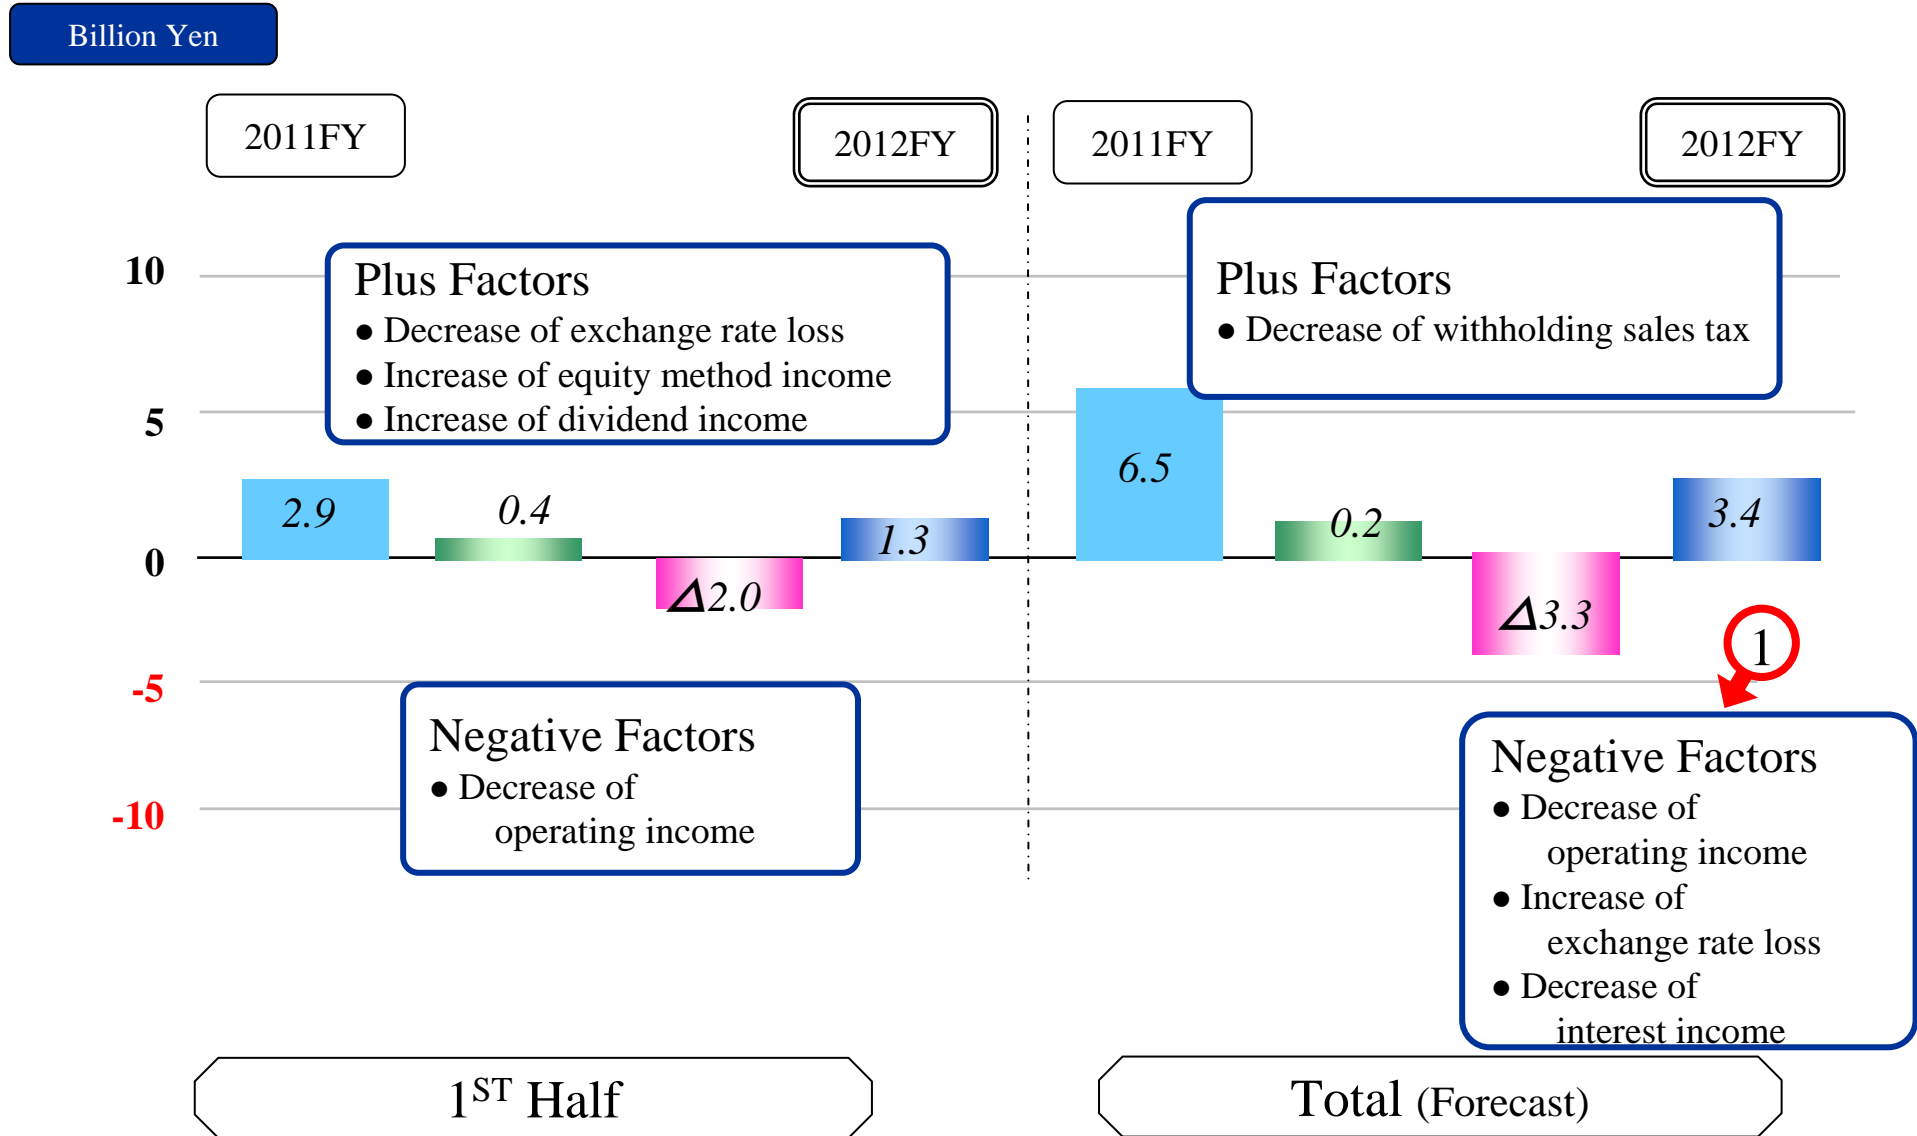 Billion Yen
2011FY
2012FY
2011FY
2012FY
10
5
0
-5
-10
Plus Factors
● Decrease of exchange rate loss
● Increase of equity method income
● Increase of dividend income
2.9
0.4
Δ2.0
1.3
Negative Factors
● Decrease of
operating income
Plus Factors
● Decrease of withholding sales tax
6.5
0.2
Δ3.3
3.4
1
Negative Factors
● Decrease of
operating income
● Increase of
exchange rate loss
● Decrease of
interest income
1ST Half
Total (Forecast)